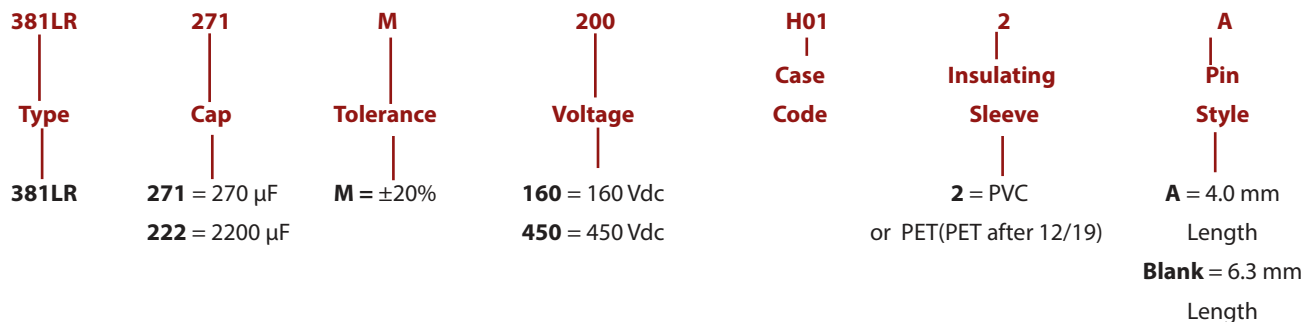 381LR 271 M 200 H01 2 A
Case Insulating Pin
Type Cap Tolerance Voltage Code Sleeve Style
381LR 271 = 270 µF M = ±20% 160 = 160 Vdc 2 = PVC A = 4.0 mm
222 = 2200 µF 450 = 450 Vdc or PET(PET after 12/19) Length
Blank = 6.3 mm
Length